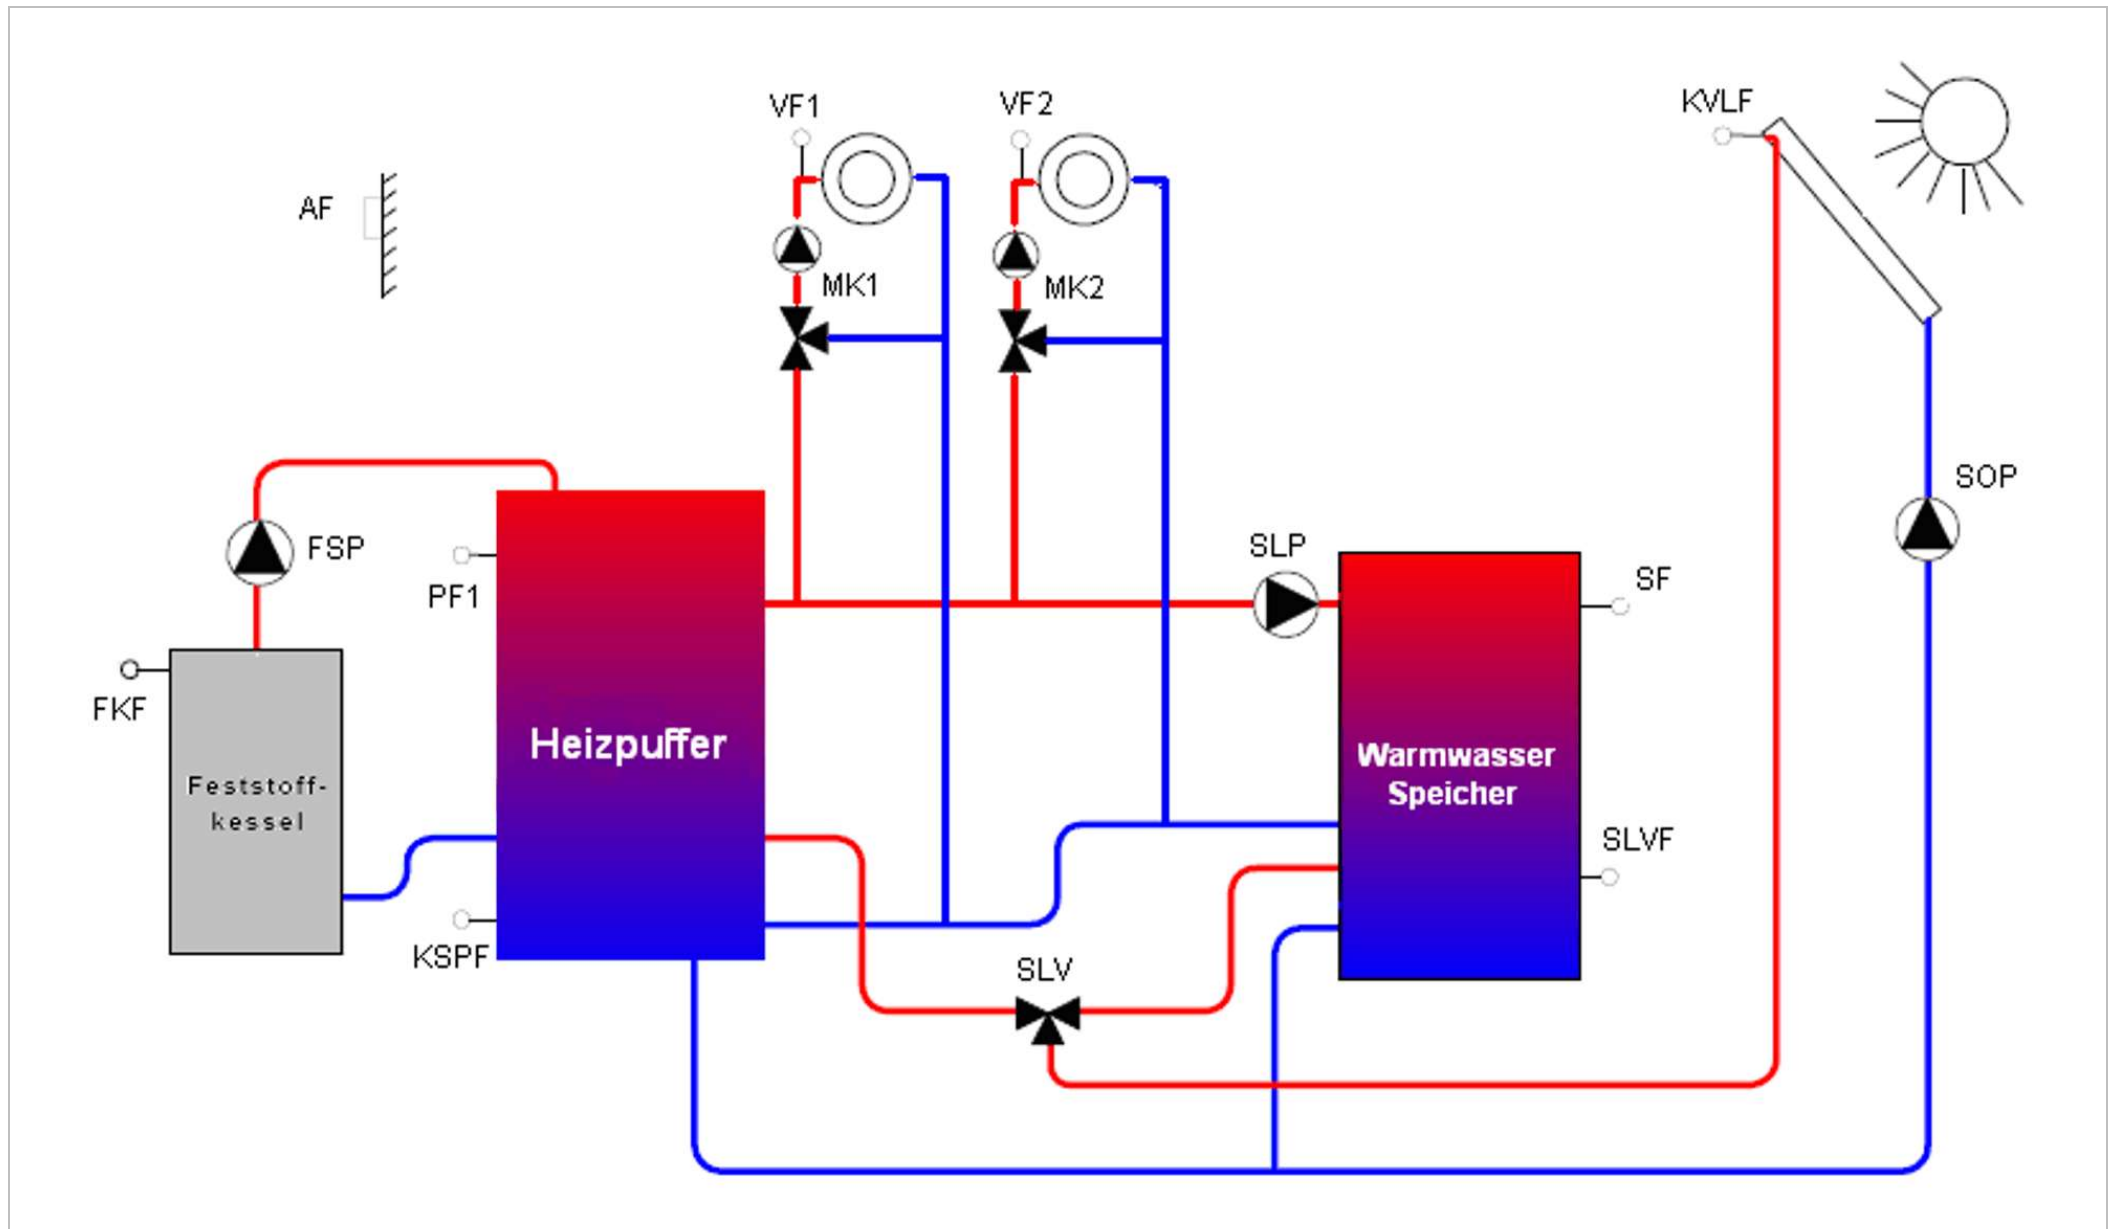 VF1
VF2
KVLF
AF
MK1
MK2
SOP
FSP
SLP
PF1
SF
FKF
Heizpuffer
Warmwasser
Speicher
Feststoff-
kessel
SLVF
KSPF
SLV